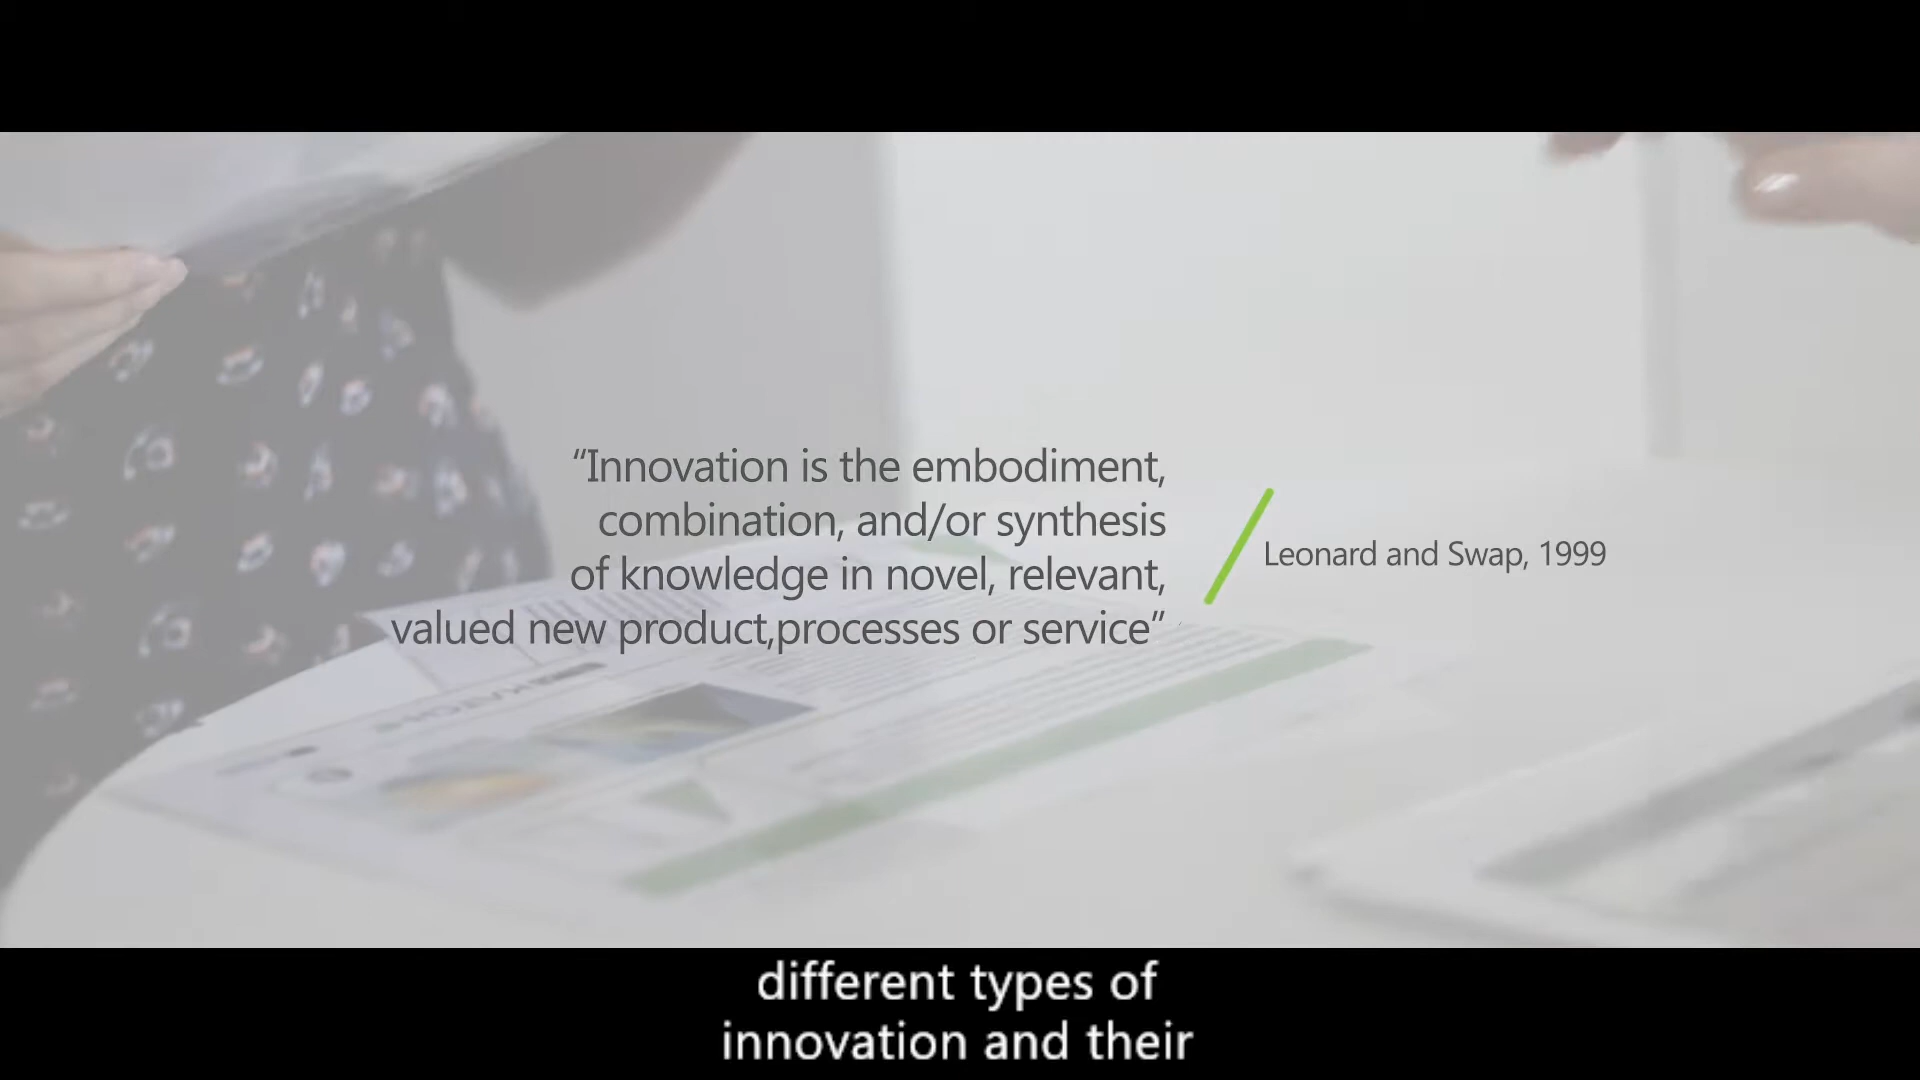 “Innovation is the embodiment,
combination, and/or synthesis
of knowledge in novel, relevant,
valued new product,processes or service”
Leonard and Swap, 1999
different types of
innovation and their